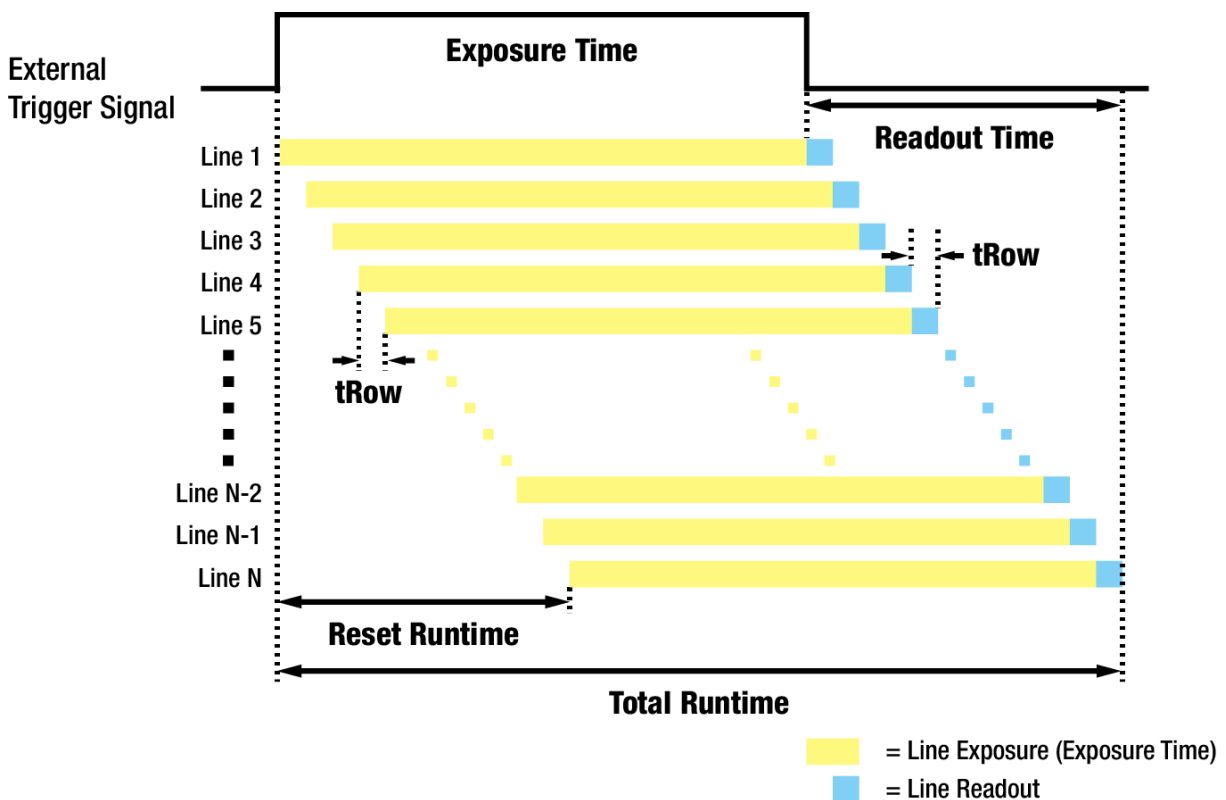 Exposure Time
External
Trigger Signal
Readout Time
Line 1
Line 2
Line 3
tRow
Line 4
Line 5
tRow
Line N-2
Line N-1
Line N
Reset Runtime
Total Runtime
= Line Exposure (Exposure Time)
= Line Readout